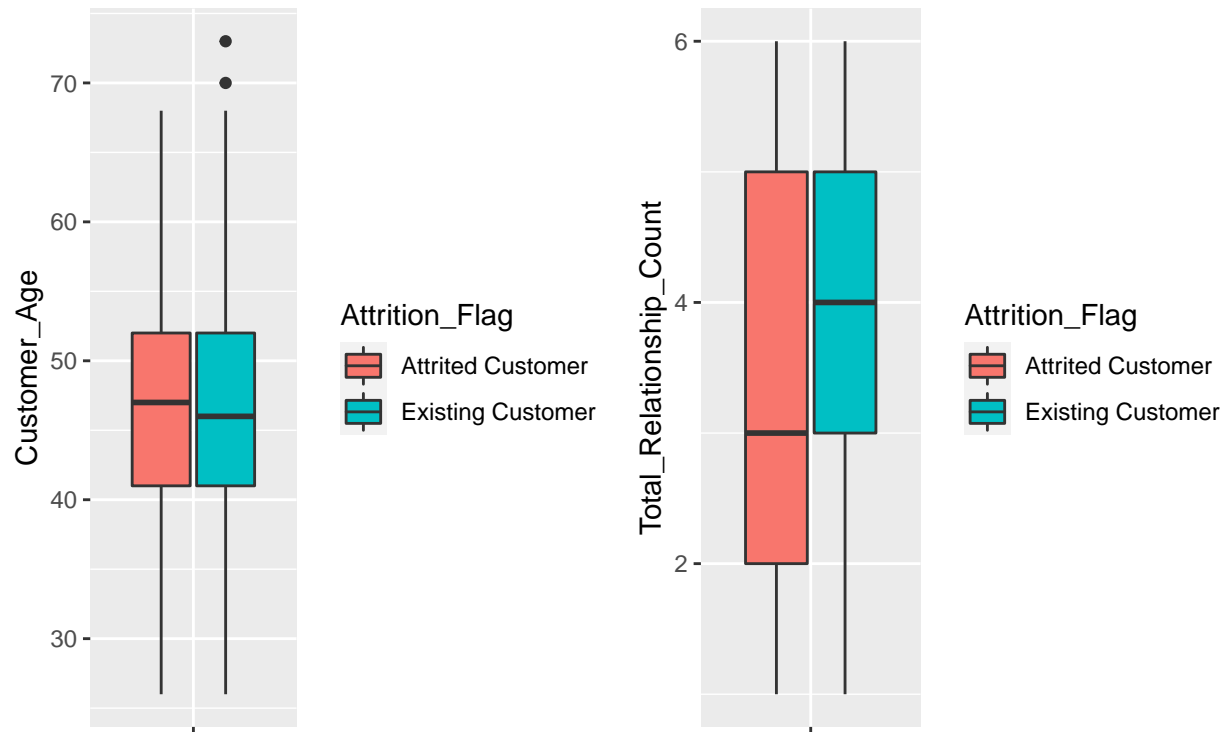 Customer_Age
70
60
50
40
30
Attrition_Flag
Attrited Customer
Existing Customer
Total_Relationship_Count
6
4
2
Attrition_Flag
Attrited Customer
Existing Customer